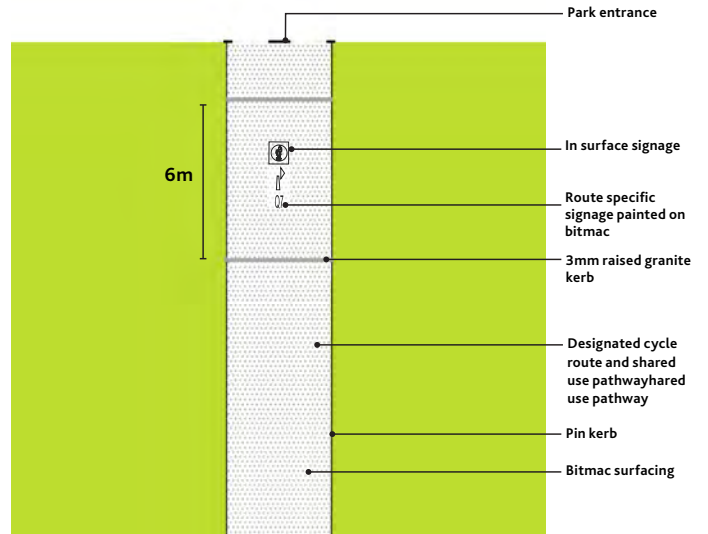 Park entrance
In surface signage
6m
Route specific
signage painted on
bitmac
3mm raised granite
kerb
Designated cycle
route and shared
use pathwayhared
use pathway
Pin kerb
Bitmac surfacing